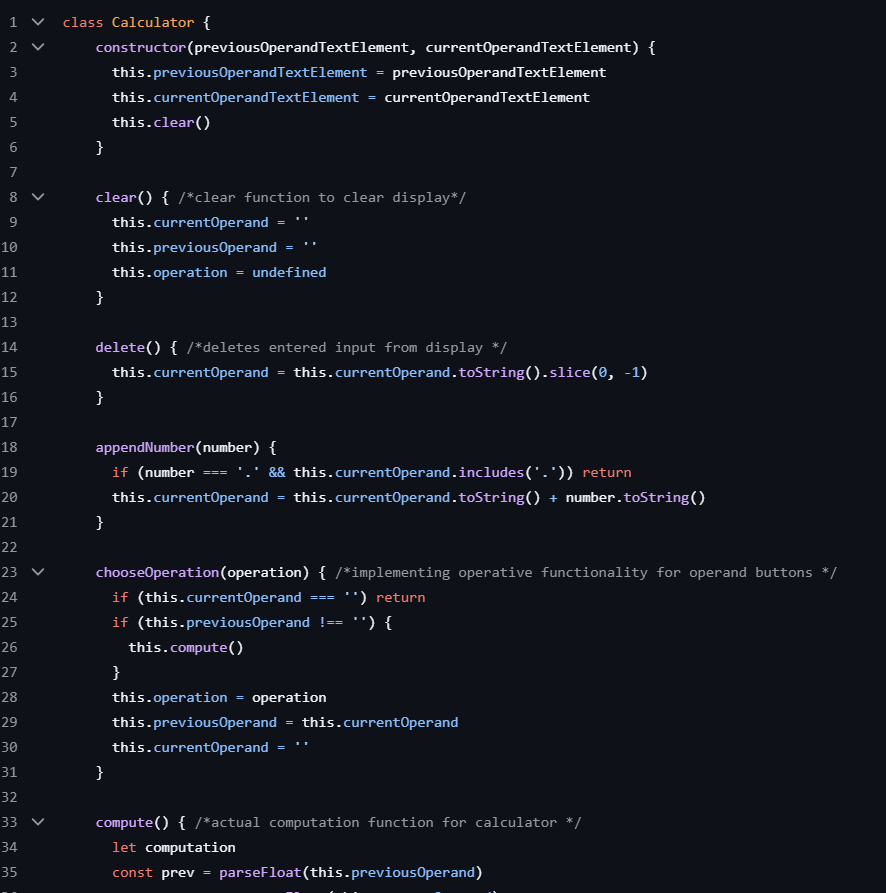 1 class Calculator {
2 constructor(previousOperandTextElement, currentOperandTextElement) {
3 this.previousOperandTextElement = previousOperandTextElement
4 this.currentOperandTextElement = currentOperandTextElement
5 this.clear()
6 }
7
8 clear() { /*clear function to clear display*/
9 this.currentOperand = ''
10 this.previousOperand = ''
11 this.operation = undefined
12 }
13
14 delete() { /*deletes entered input from display */
15 this.currentOperand = this.currentOperand.toString().slice(0, -1)
16 }
17
18 appendNumber(number) {
19 if (number === '.' && this.currentOperand.includes('.')) return
20 this.currentOperand = this.currentOperand.toString() + number.toString()
21 }
22
23 chooseOperation(operation) { /*implementing operative functionality for operand buttons */
24 if (this.currentOperand === '') return
25 if (this.previousOperand !== '') {
26 this.compute()
27 }
28 this.operation = operation
29 this.previousOperand = this.currentOperand
30 this.currentOperand = ''
31 }
32
33 compute() { /*actual computation function for calculator */
34 let computation
35 const prev = parseFloat(this.previousOperand)